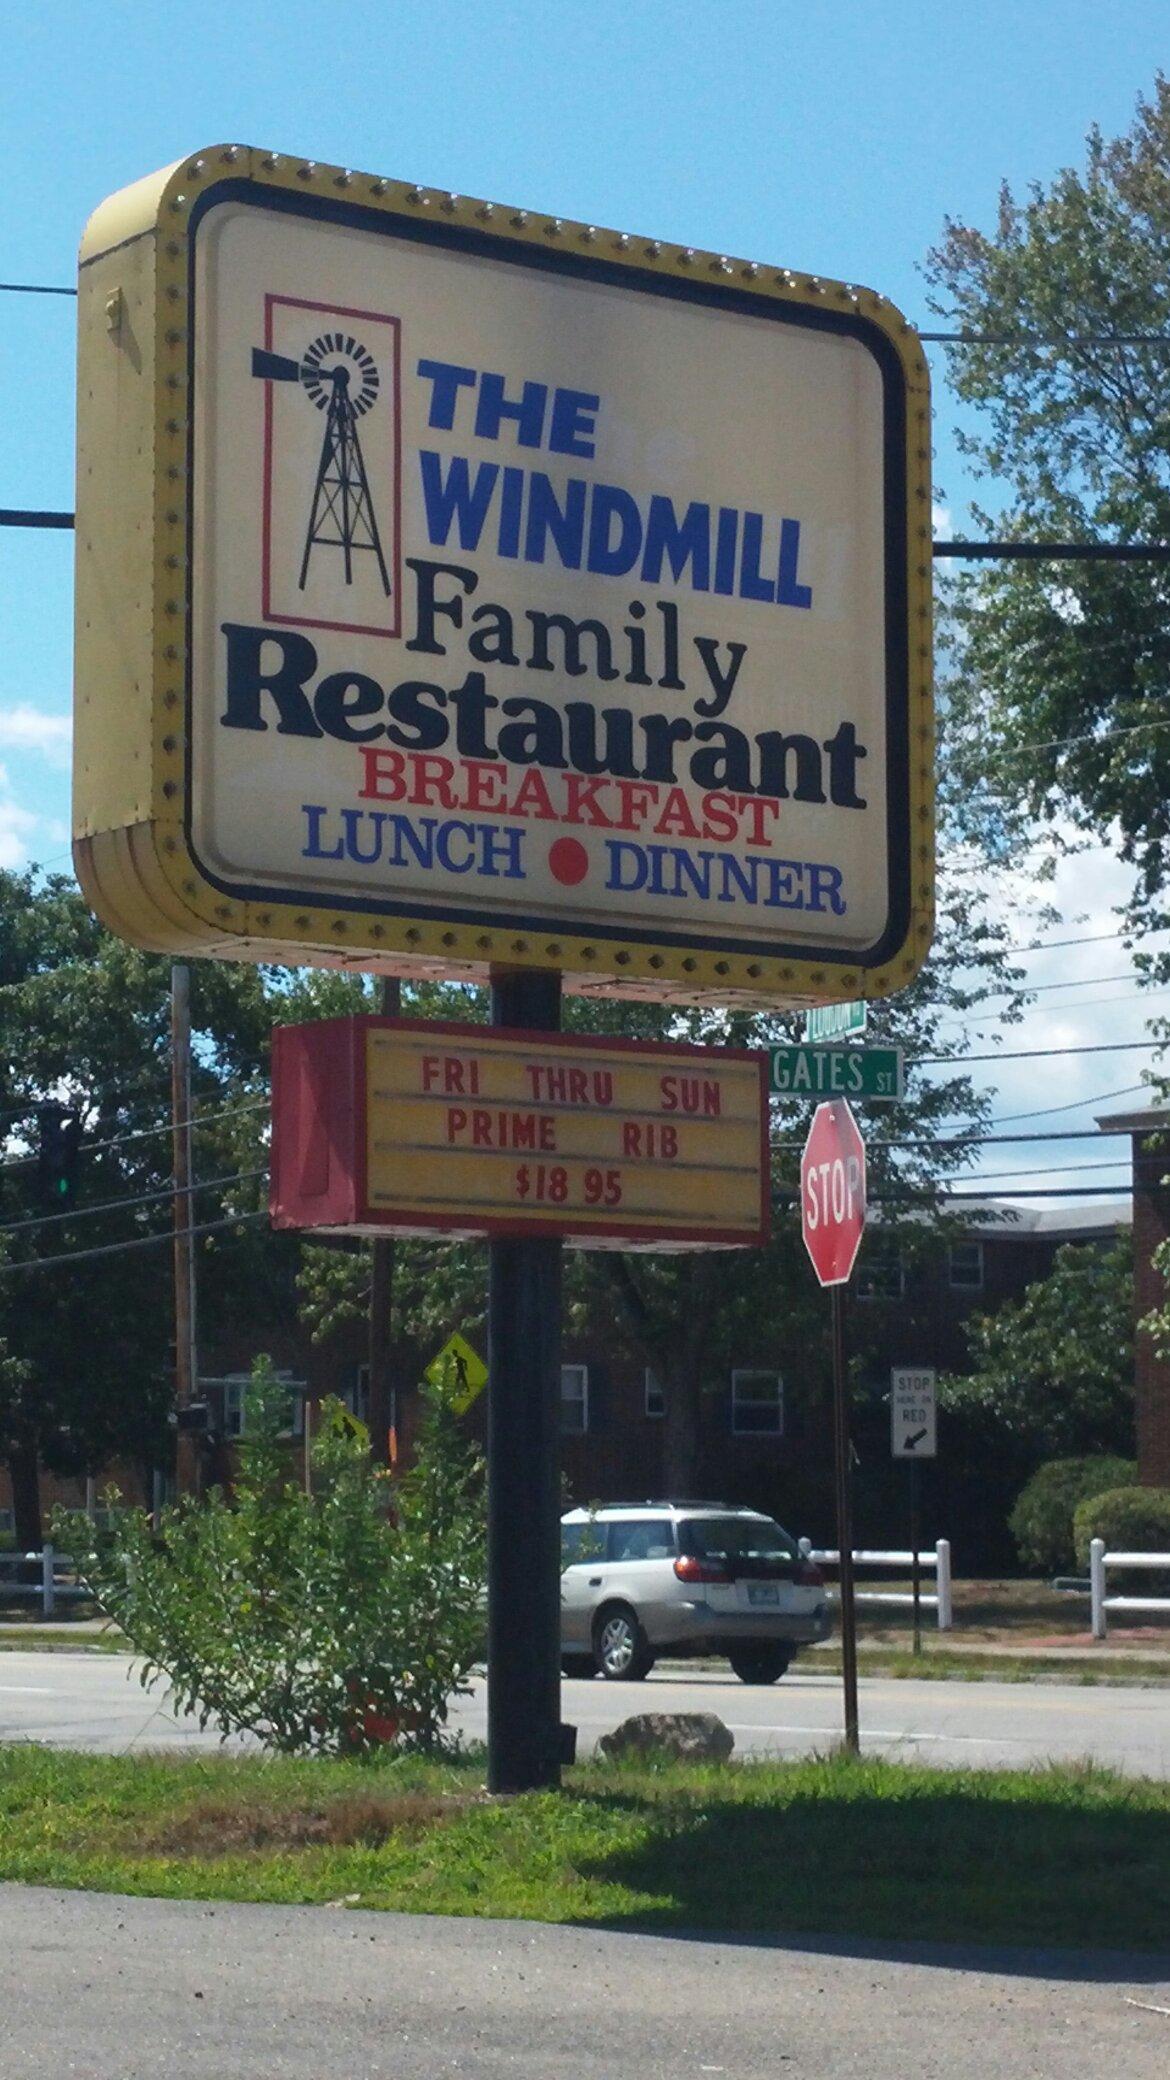 THE
WINDMILL
Family
Restaurant
BREAKFAST
LUNCH ● DINNER
LOUDON
GATES ST
FRI THRU SUN
PRIME RIB
$18 95
STOP
STOP
HERE ON
RED